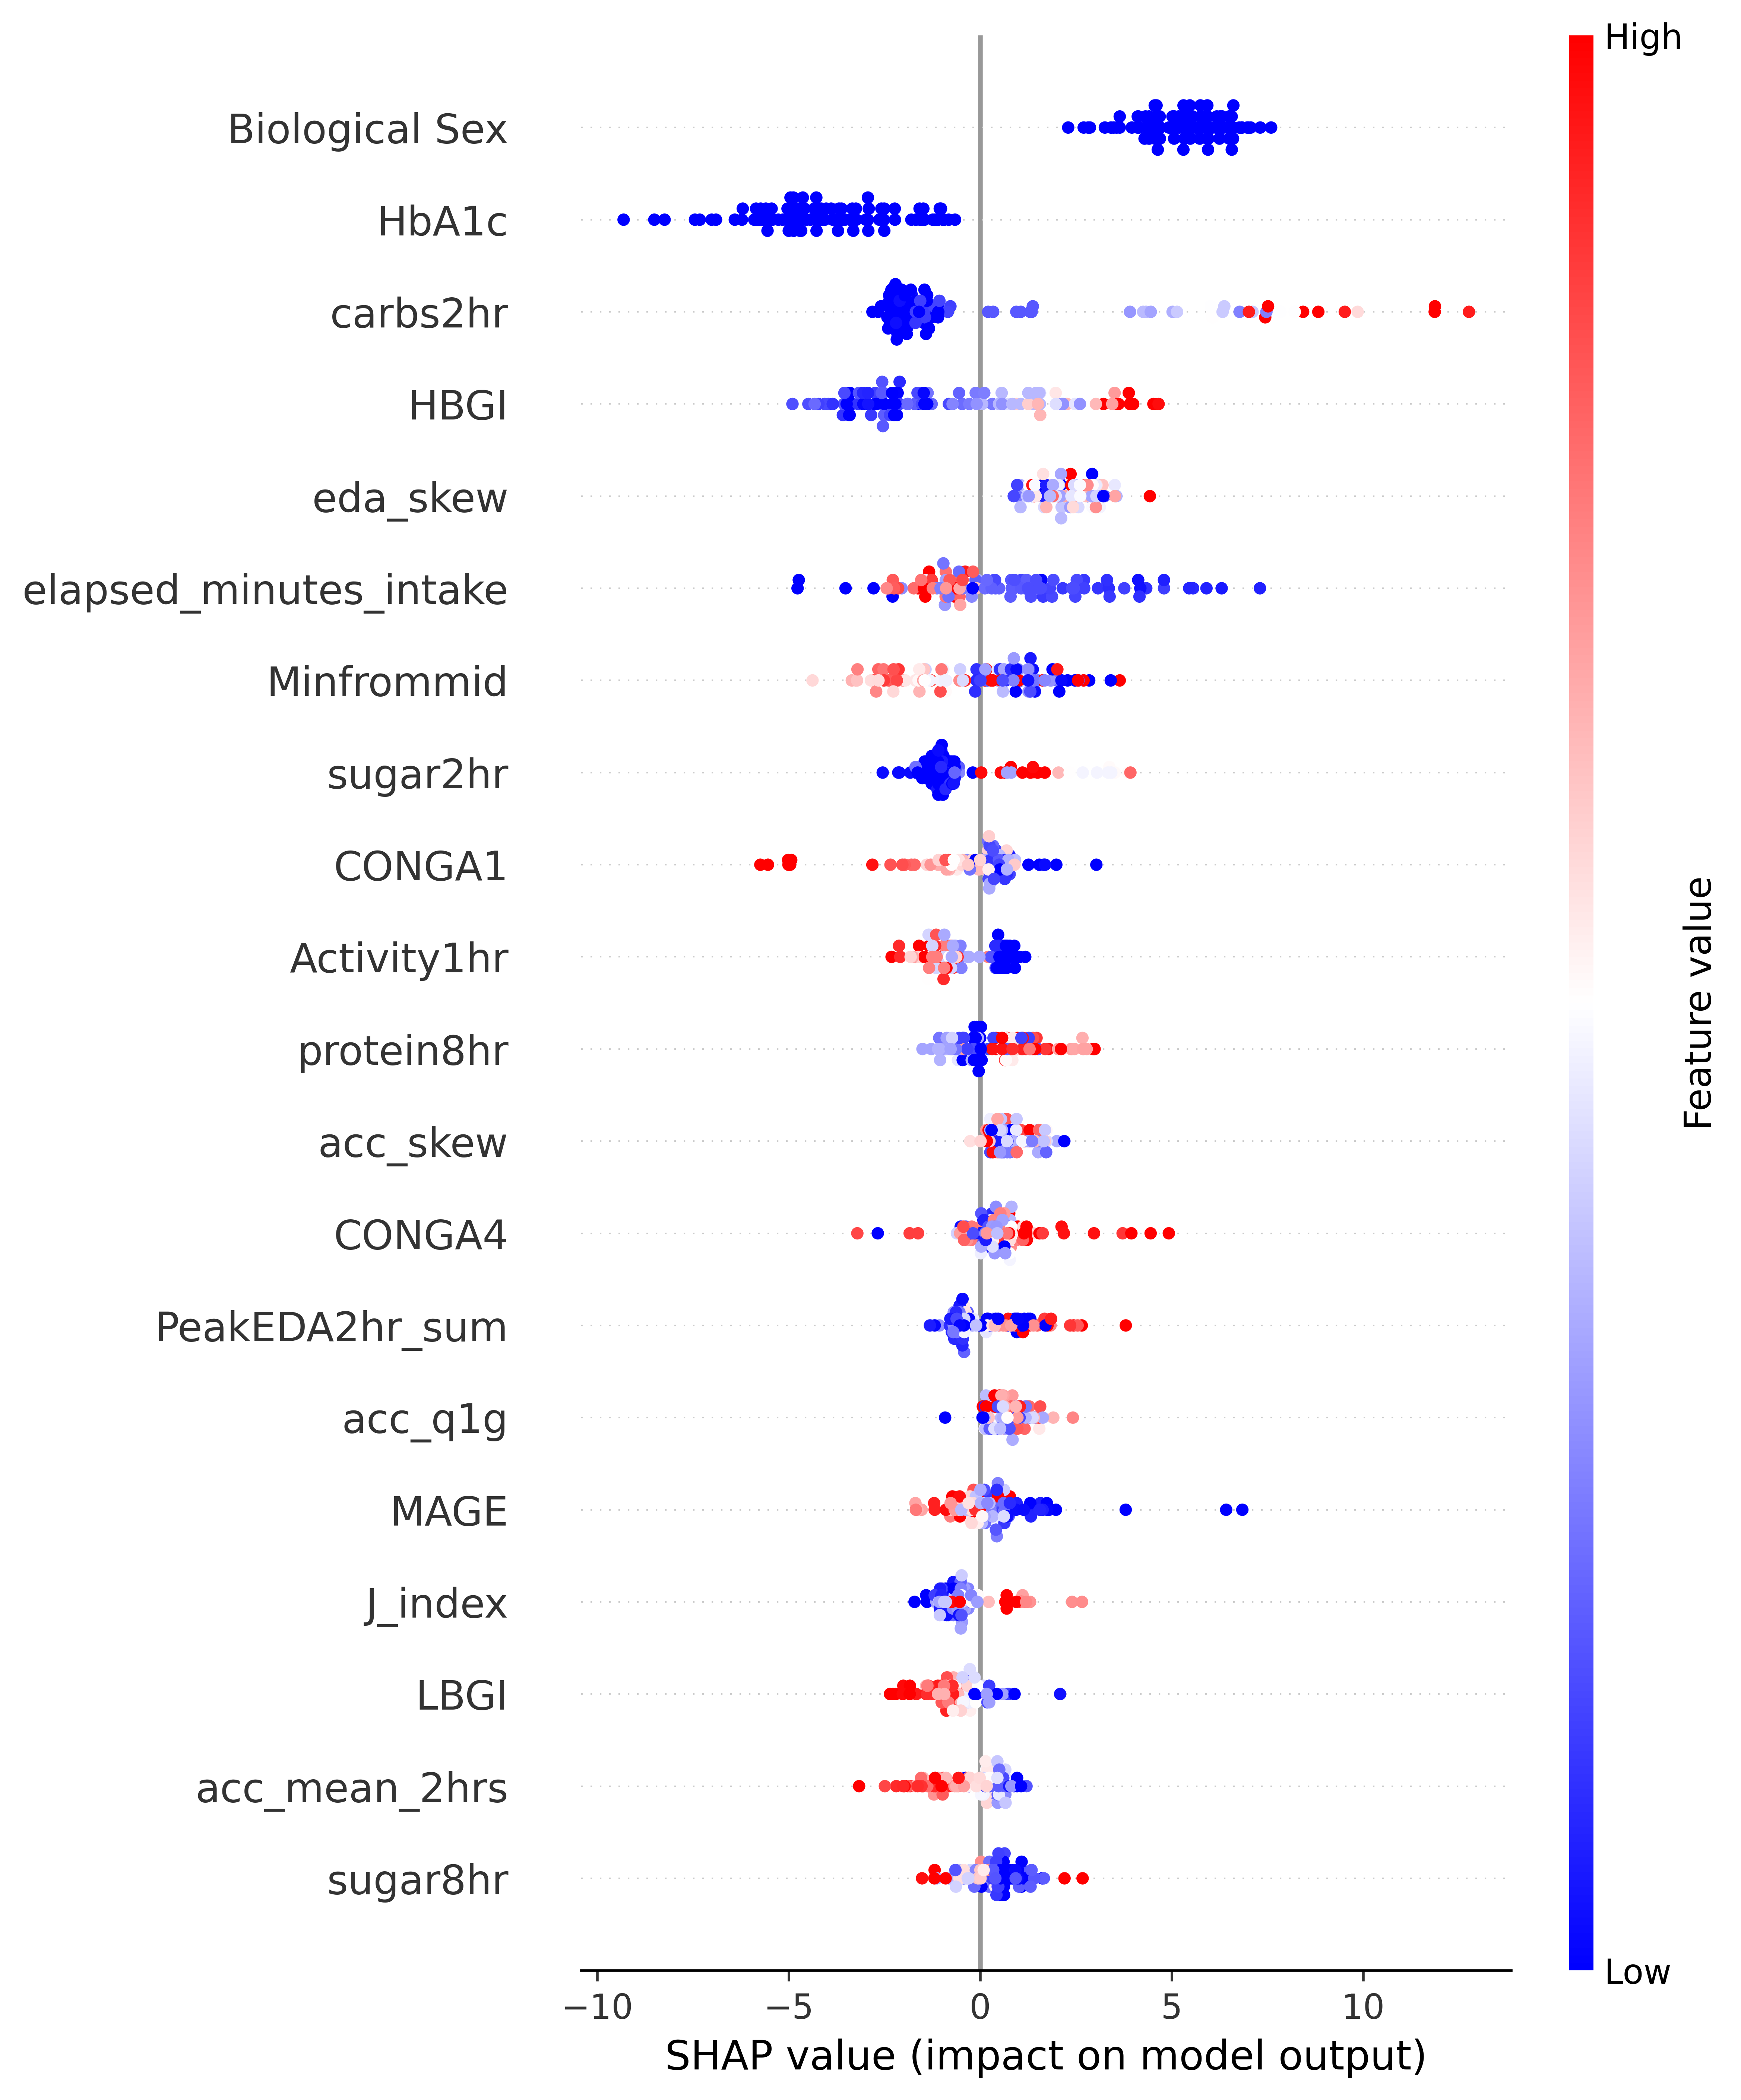 High
Biological Sex
HbA1c
carbs2hr
HBGI
eda_skew
elapsed_minutes_intake
Minfrommid
sugar2hr
CONGA1
Activity1hr
protein8hr
acc_skew
CONGA4
PeakEDA2hr_sum
acc_q1g
MAGE
J_index
LBGI
acc_mean_2hrs
sugar8hr
Feature value
Low
−10 −5 0 5 10
SHAP value (impact on model output)